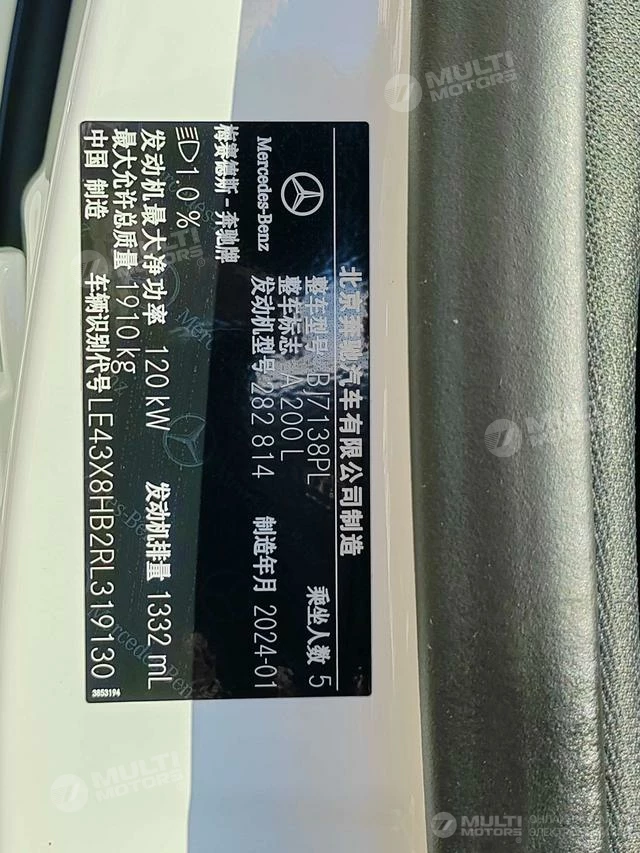 北京奔驰汽车有限公司制造
Mercedes-Benz
梅赛德斯-奔驰牌
整车型号 BJ7138PL
乘坐人数 5
整车标志 A 200 L
发动机型号 282 814
制造年月 2024-01
1.0 %
发动机最大净功率 120 kW
发动机排量 1332 mL
最大允许总质量 1910 kg
中国 制造
车辆识别代号 LE43X8HB2RL319130
3853194
MULTI
MOTORS
MULTI
MOTORS
MULTI
MOTORS
MULTI
MOTORS